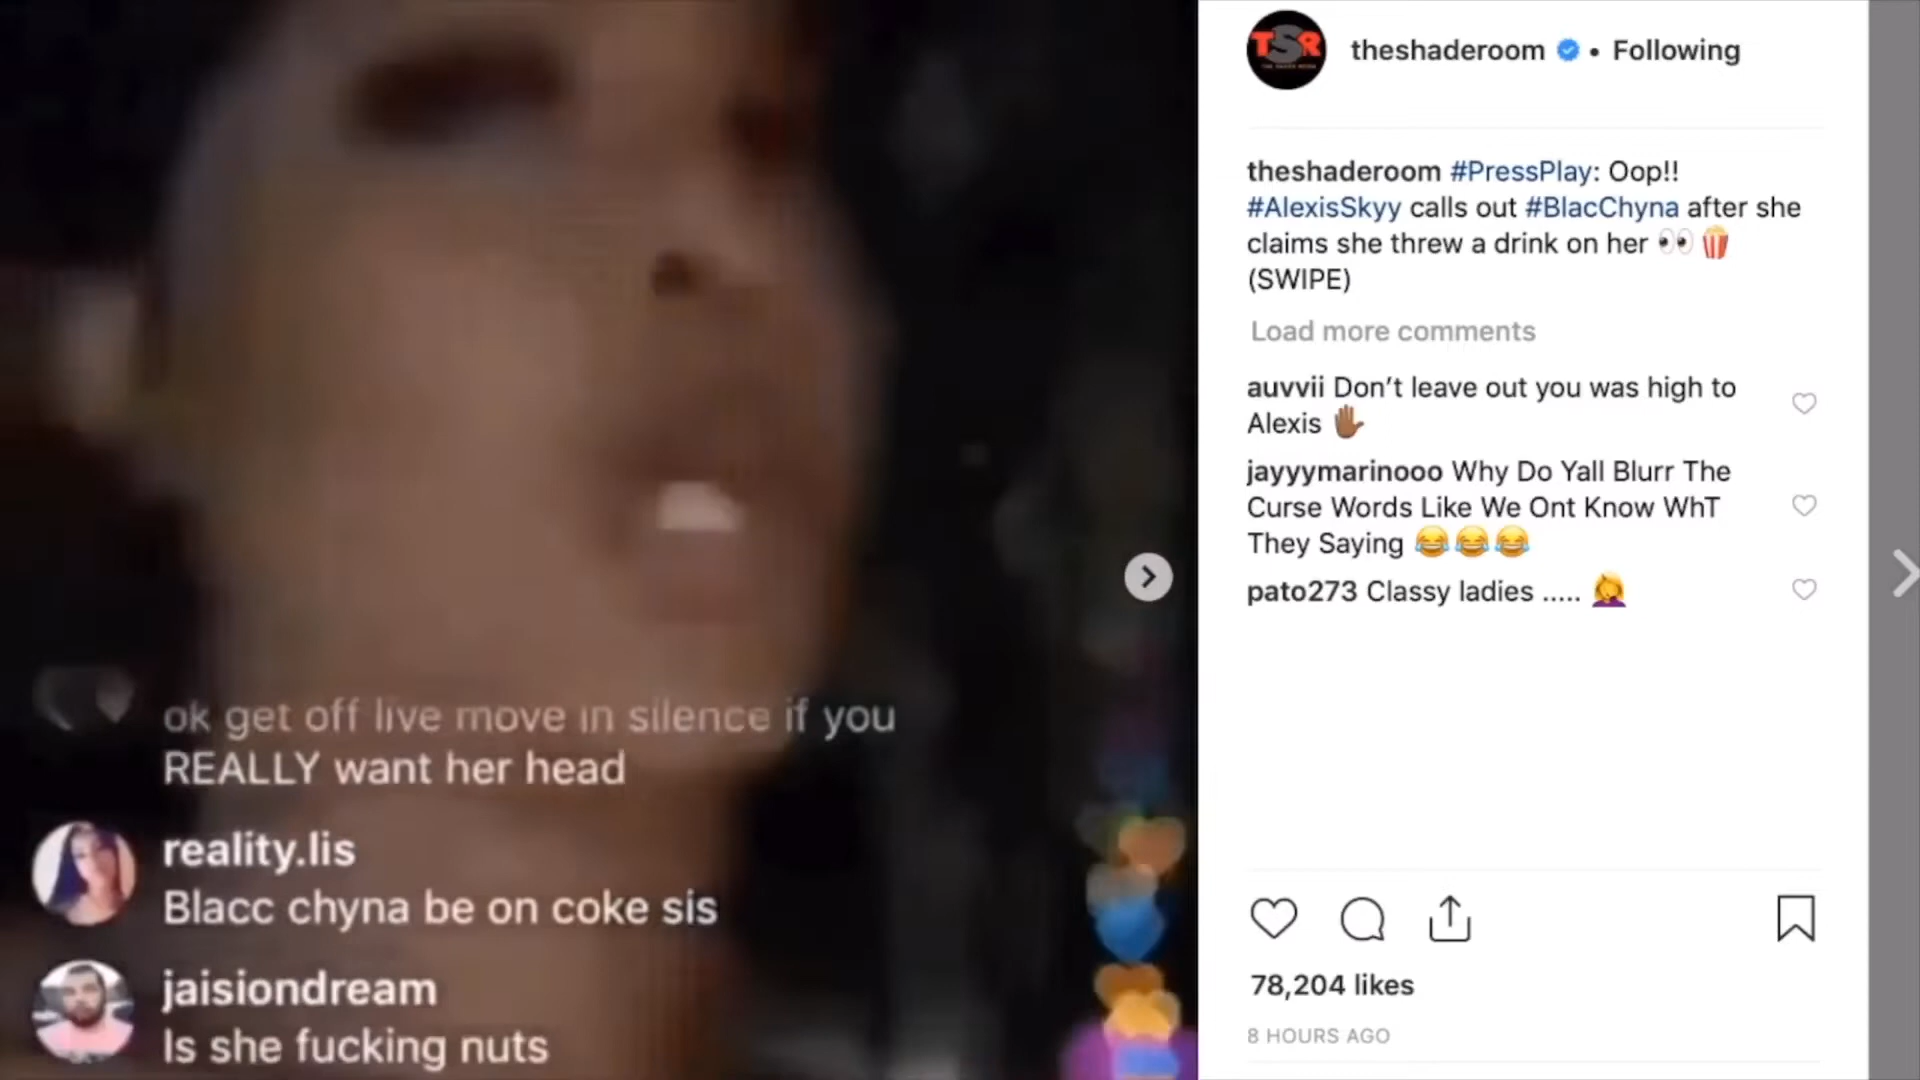 ok get off live move in silence if you
REALLY want her head
reality.lis
Blacc chyna be on coke sis
jaisiondream
Is she fucking nuts
TSR
theshaderoom • Following
theshaderoom #PressPlay: Oop!!
#AlexisSkyy calls out #BlacChyna after she
claims she threw a drink on her 👀🍿
(SWIPE)
Load more comments
auvvii Don’t leave out you was high to
Alexis 🤚🏾
jayyymarinooo Why Do Yall Blurr The
Curse Words Like We Ont Know WhT
They Saying 😂😂😂
pato273 Classy ladies ..... 🤦‍♀️
78,204 likes
8 HOURS AGO